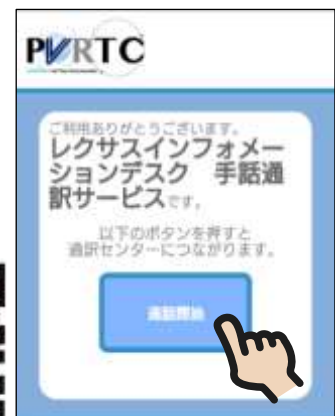 PVRTC
ご利用ありがとうございます。
レクサスインフォメー
ションデスク 手話通
訳サービスです。
以下のボタンを押すと
通訳センターにつながります。
通話開始